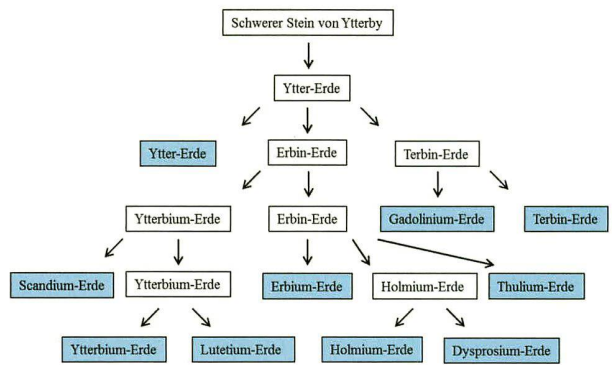 Schwerer Stein von Ytterby
Ytter-Erde
Ytter-Erde
Erbin-Erde
Terbin-Erde
Ytterbium-Erde
Erbin-Erde
Gadolinium-Erde
Terbin-Erde
Scandium-Erde
Ytterbium-Erde
Erbium-Erde
Holmium-Erde
Thulium-Erde
Ytterbium-Erde
Lutetium-Erde
Holmium-Erde
Dysprosium-Erde